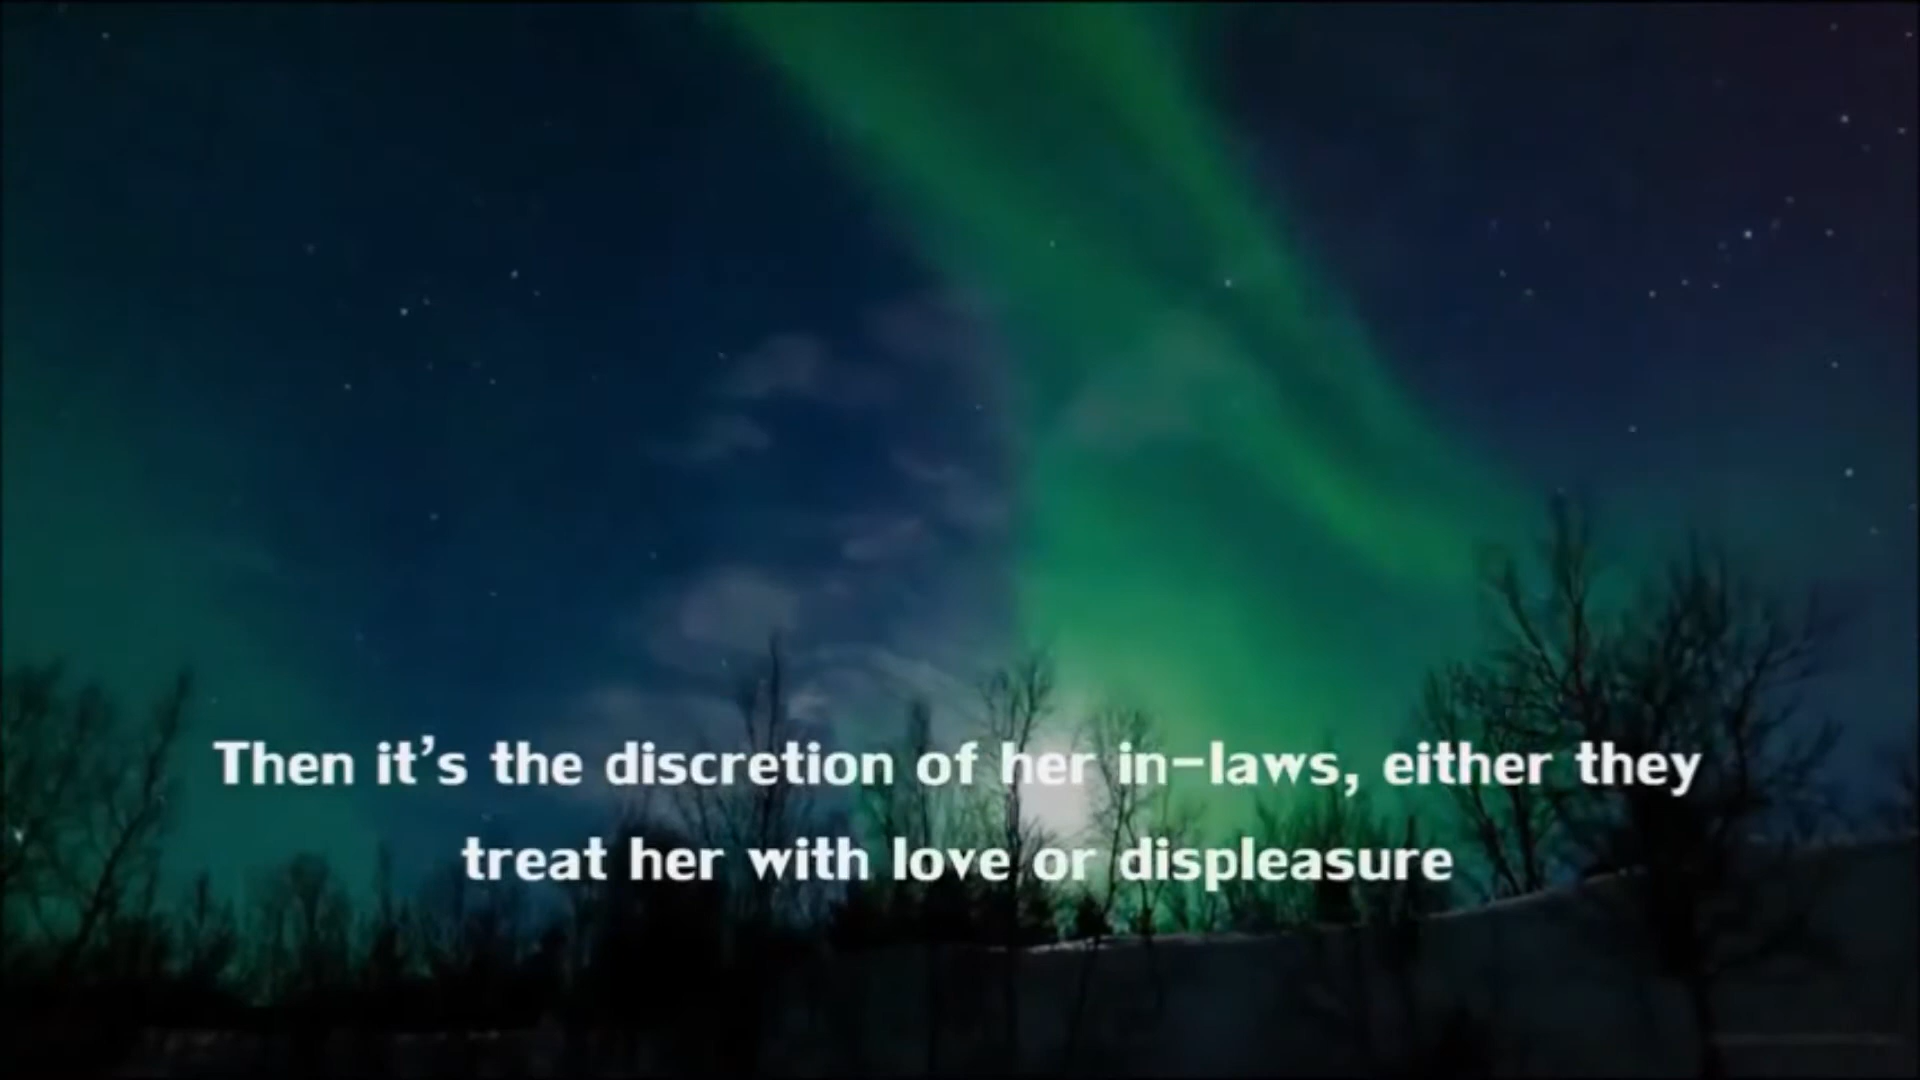 Then it's the discretion of her in-laws, either they
treat her with love or displeasure